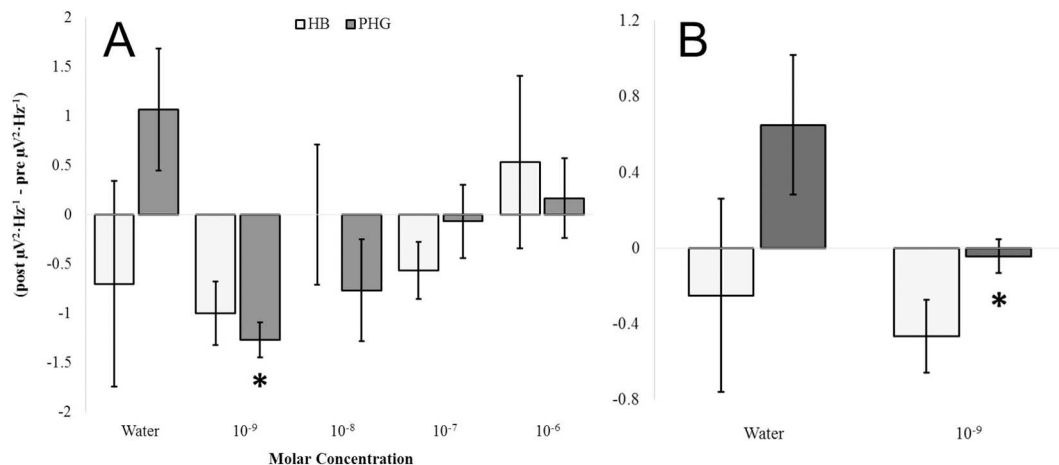 A
HB PHG
B
2
1.5
1
0.5
0
-0.5
-1
-1.5
-2
(post µV²·Hz⁻¹ - pre µV²·Hz⁻¹)
*
Water 10⁻⁹ 10⁻⁸ 10⁻⁷ 10⁻⁶
Molar Concentration
1.2
0.8
0.4
0
-0.4
-0.8
*
Water 10⁻⁹